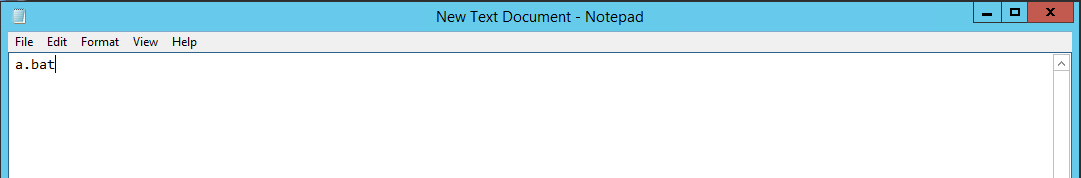 New Text Document - Notepad
File Edit Format View Help
a.bat